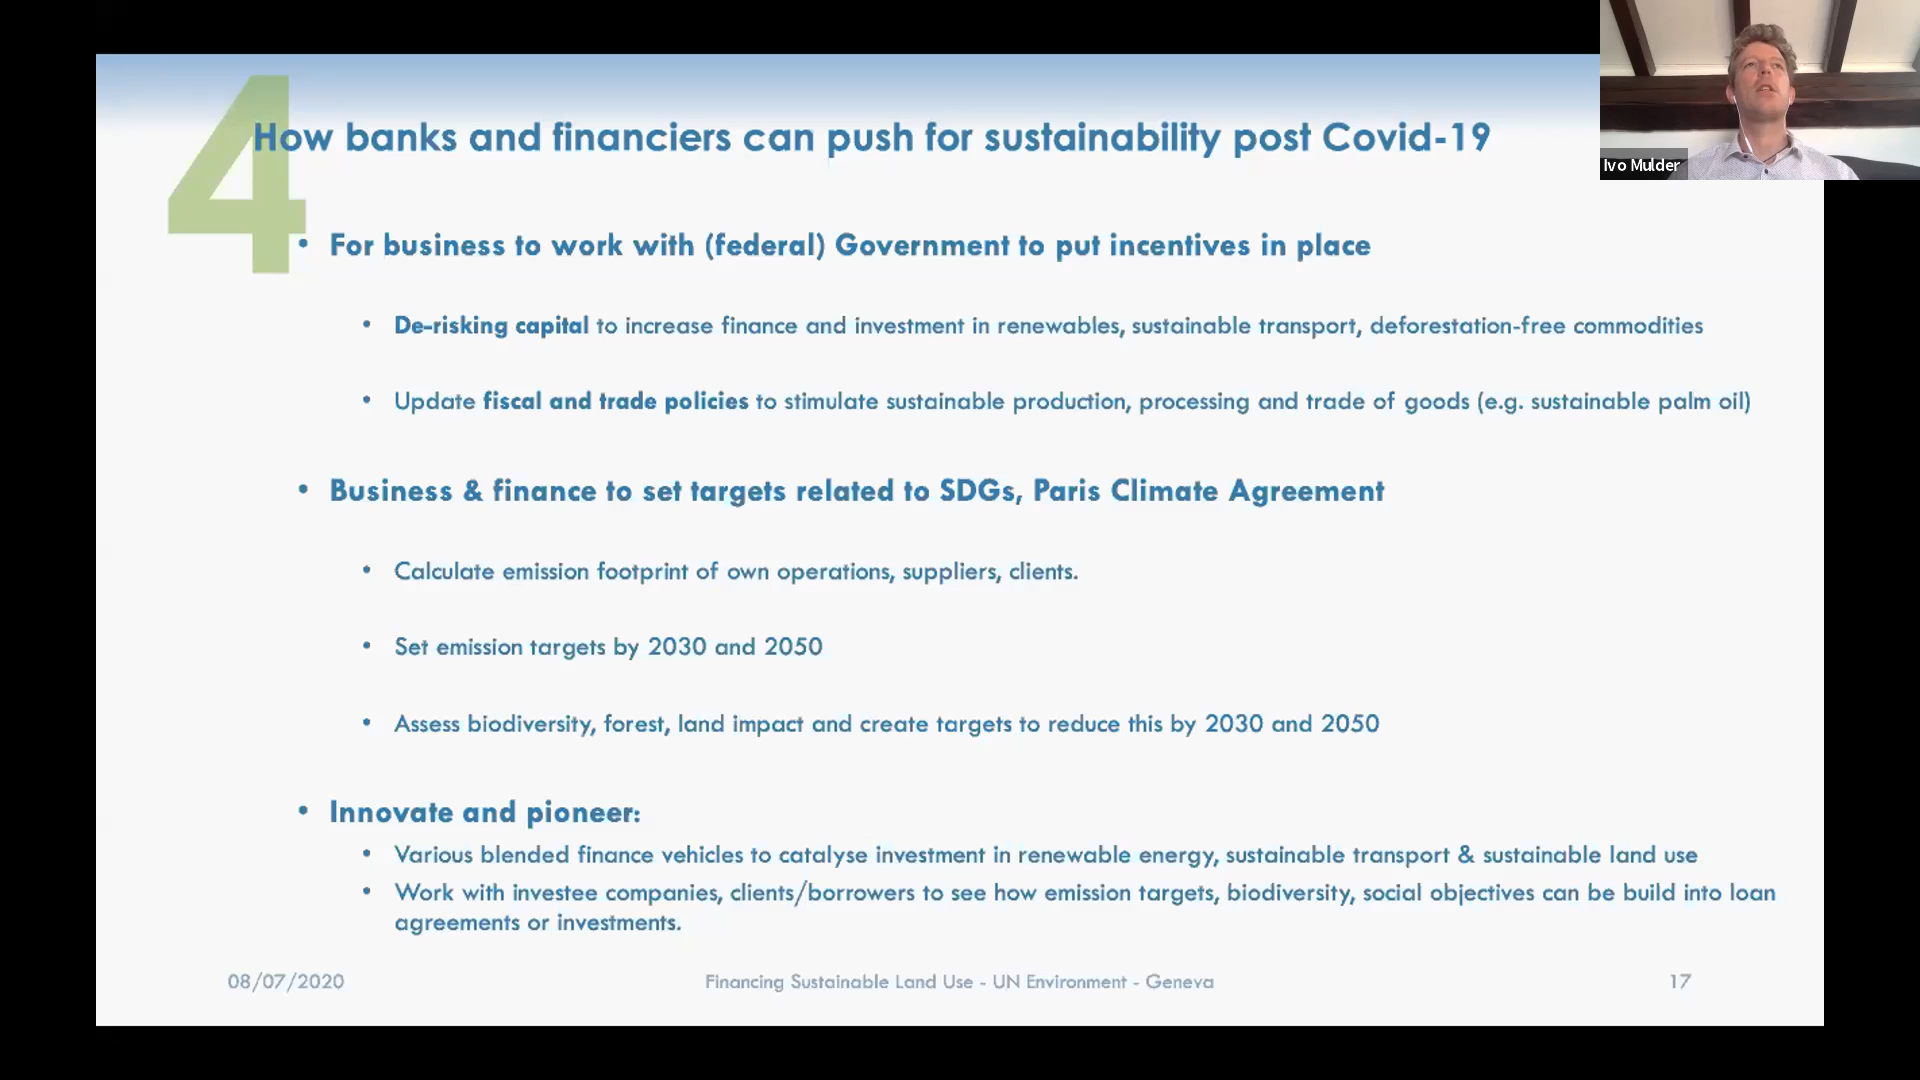 4
How banks and financiers can push for sustainability post Covid-19
Ivo Mulder
• For business to work with (federal) Government to put incentives in place
• De-risking capital to increase finance and investment in renewables, sustainable transport, deforestation-free commodities
• Update fiscal and trade policies to stimulate sustainable production, processing and trade of goods (e.g. sustainable palm oil)
• Business & finance to set targets related to SDGs, Paris Climate Agreement
• Calculate emission footprint of own operations, suppliers, clients.
• Set emission targets by 2030 and 2050
• Assess biodiversity, forest, land impact and create targets to reduce this by 2030 and 2050
• Innovate and pioneer:
• Various blended finance vehicles to catalyse investment in renewable energy, sustainable transport & sustainable land use
• Work with investee companies, clients/borrowers to see how emission targets, biodiversity, social objectives can be build into loan
agreements or investments.
08/07/2020
Financing Sustainable Land Use - UN Environment - Geneva
17